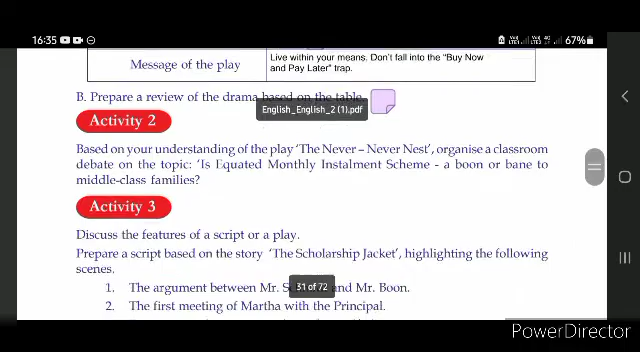 16:35 67%
Live within your means. Don't fall into the "Buy Now
Message of the play and Pay Later" trap.
B. Prepare a review of the drama based on the table.
English_English_2 (1).pdf
Activity 2
Based on your understanding of the play 'The Never – Never Nest', organise a classroom
debate on the topic: 'Is Equated Monthly Instalment Scheme - a boon or bane to
middle-class families?
Activity 3
Discuss the features of a script or a play.
Prepare a script based on the story 'The Scholarship Jacket', highlighting the following
scenes.
1. The argument between Mr. and Mr. Boon.
31 of 72
2. The first meeting of Martha with the Principal.
PowerDirector